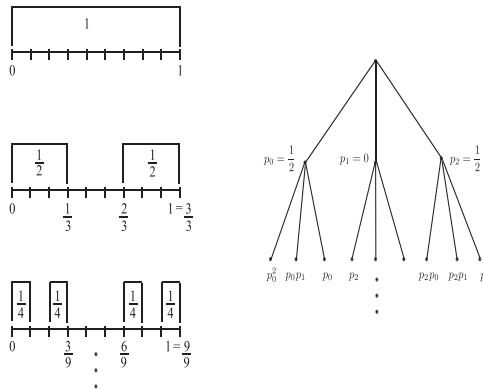 1
0 1
1/2 1/2
0 1/3 2/3 1 = 3/3
1/4 1/4 1/4 1/4
0 3/9 6/9 1 = 9/9
p₀ = 1/2 p₁ = 0 p₂ = 1/2
p₀² p₀p₁ p₀ p₂ p₂p₀ p₂p₁